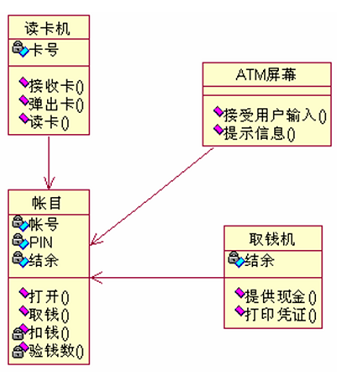 读卡机
卡号
接收卡()
弹出卡()
读卡()
ATM屏幕
接受用户输入()
提示信息()
帐目
帐号
PIN
结余
打开()
取钱()
扣钱()
验钱数()
取钱机
结余
提供现金()
打印凭证()